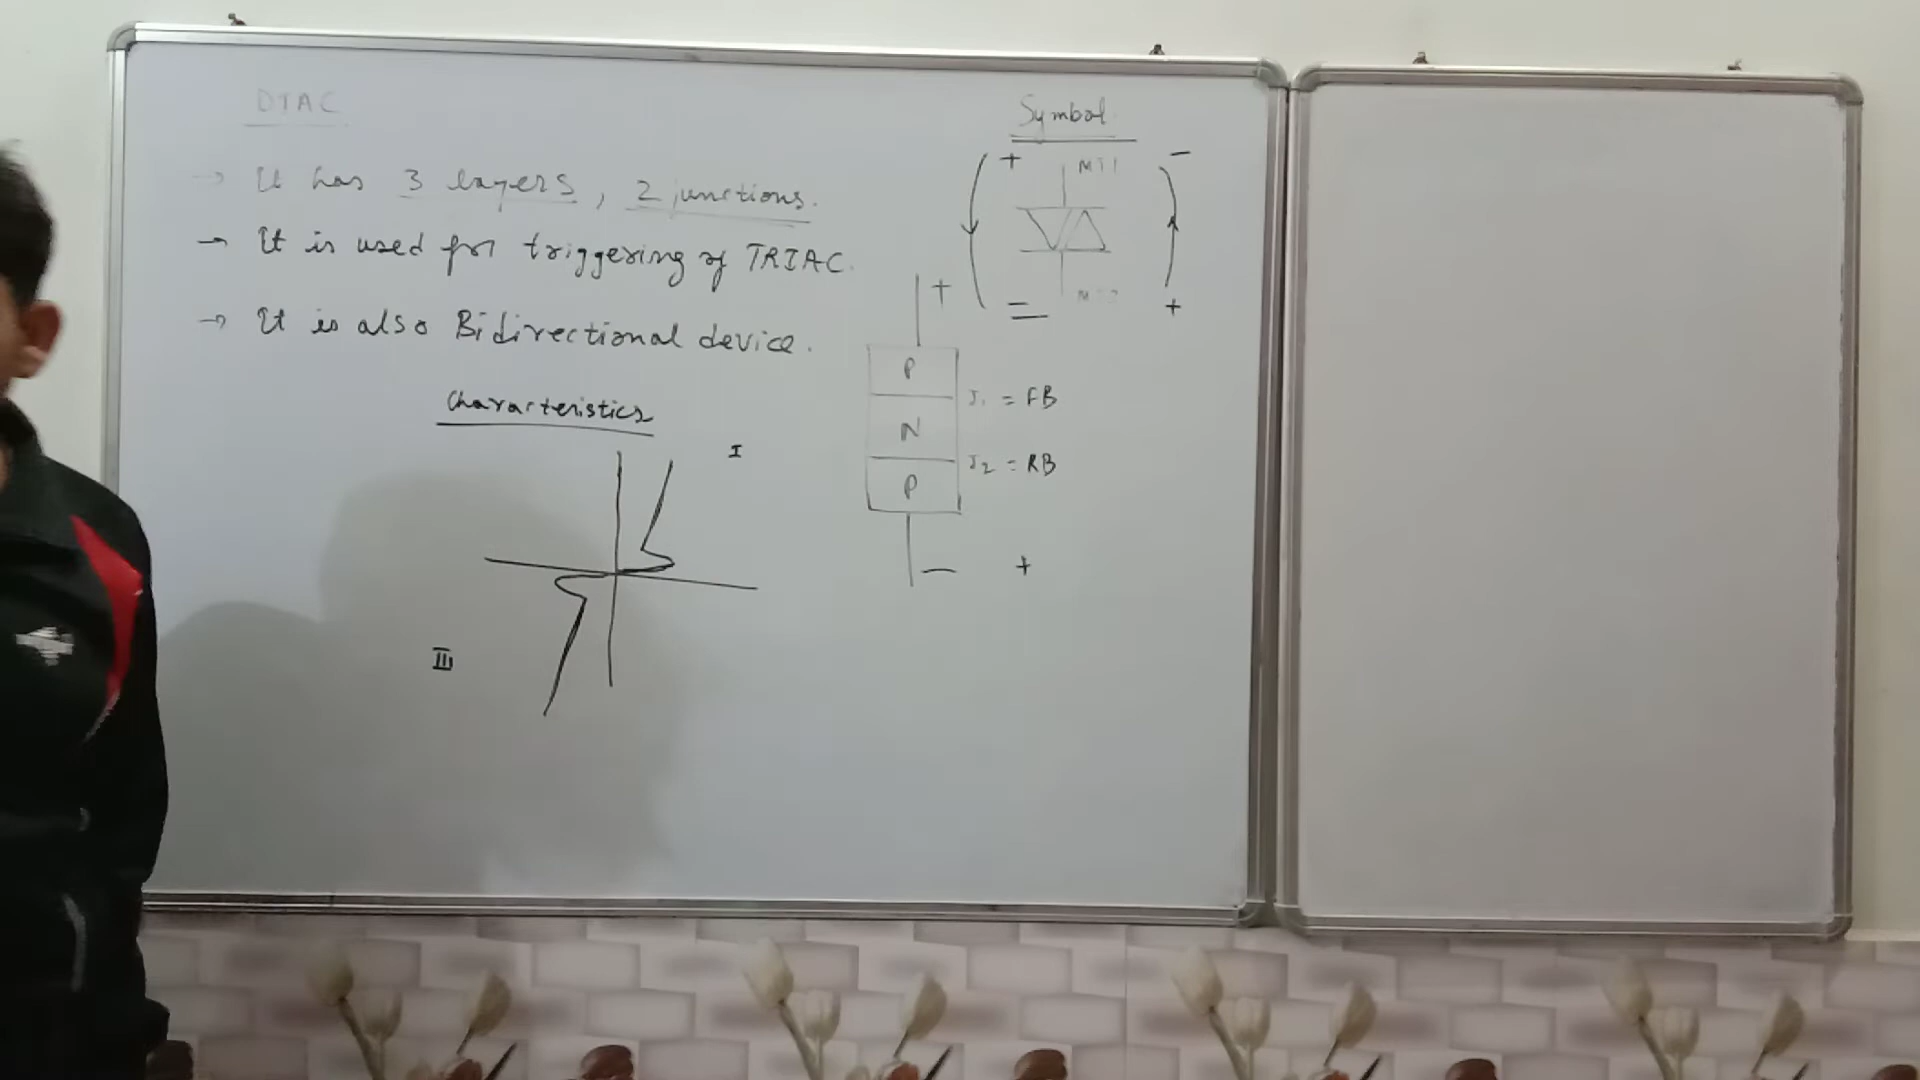 DIAC
→ It has 3 layers, 2 junctions.
→ It is used for triggering of TRIAC.
→ It is also Bidirectional device.
Characteristics
I
III
Symbol
+ MT1 -
- MT2 +
+
P
J1 = FB
N
J2 = RB
P
- +